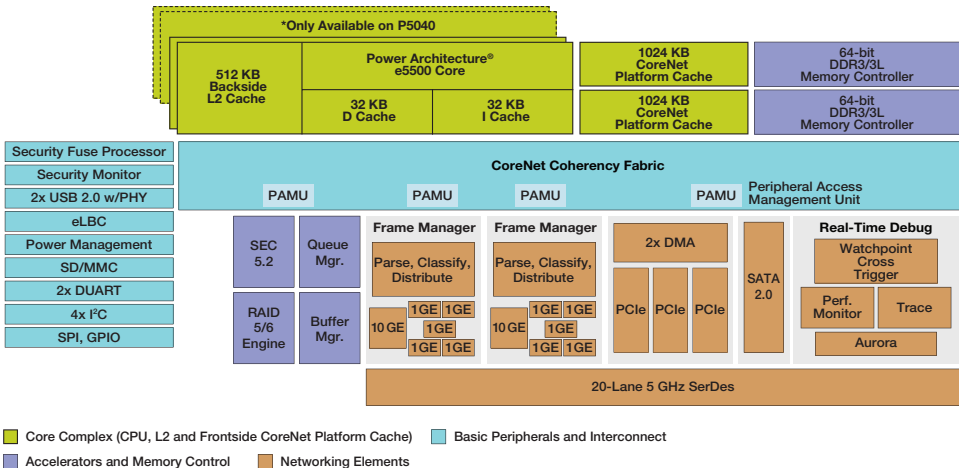 *Only Available on P5040
512 KB
Backside
L2 Cache
Power Architecture®
e5500 Core
32 KB
D Cache
32 KB
I Cache
1024 KB
CoreNet
Platform Cache
1024 KB
CoreNet
Platform Cache
64-bit
DDR3/3L
Memory Controller
64-bit
DDR3/3L
Memory Controller
Security Fuse Processor
Security Monitor
2x USB 2.0 w/PHY
eLBC
Power Management
SD/MMC
2x DUART
4x I²C
SPI, GPIO
CoreNet Coherency Fabric
PAMU
PAMU
PAMU
PAMU
Peripheral Access
Management Unit
SEC
5.2
Queue
Mgr.
RAID
5/6
Engine
Buffer
Mgr.
Frame Manager
Parse, Classify,
Distribute
10 GE
1GE
1GE
1GE
1GE
1GE
Frame Manager
Parse, Classify,
Distribute
10 GE
1GE
1GE
1GE
1GE
1GE
2x DMA
PCIe
PCIe
PCIe
SATA
2.0
Real-Time Debug
Watchpoint
Cross
Trigger
Perf.
Monitor
Trace
Aurora
20-Lane 5 GHz SerDes
Core Complex (CPU, L2 and Frontside CoreNet Platform Cache)
Basic Peripherals and Interconnect
Accelerators and Memory Control
Networking Elements